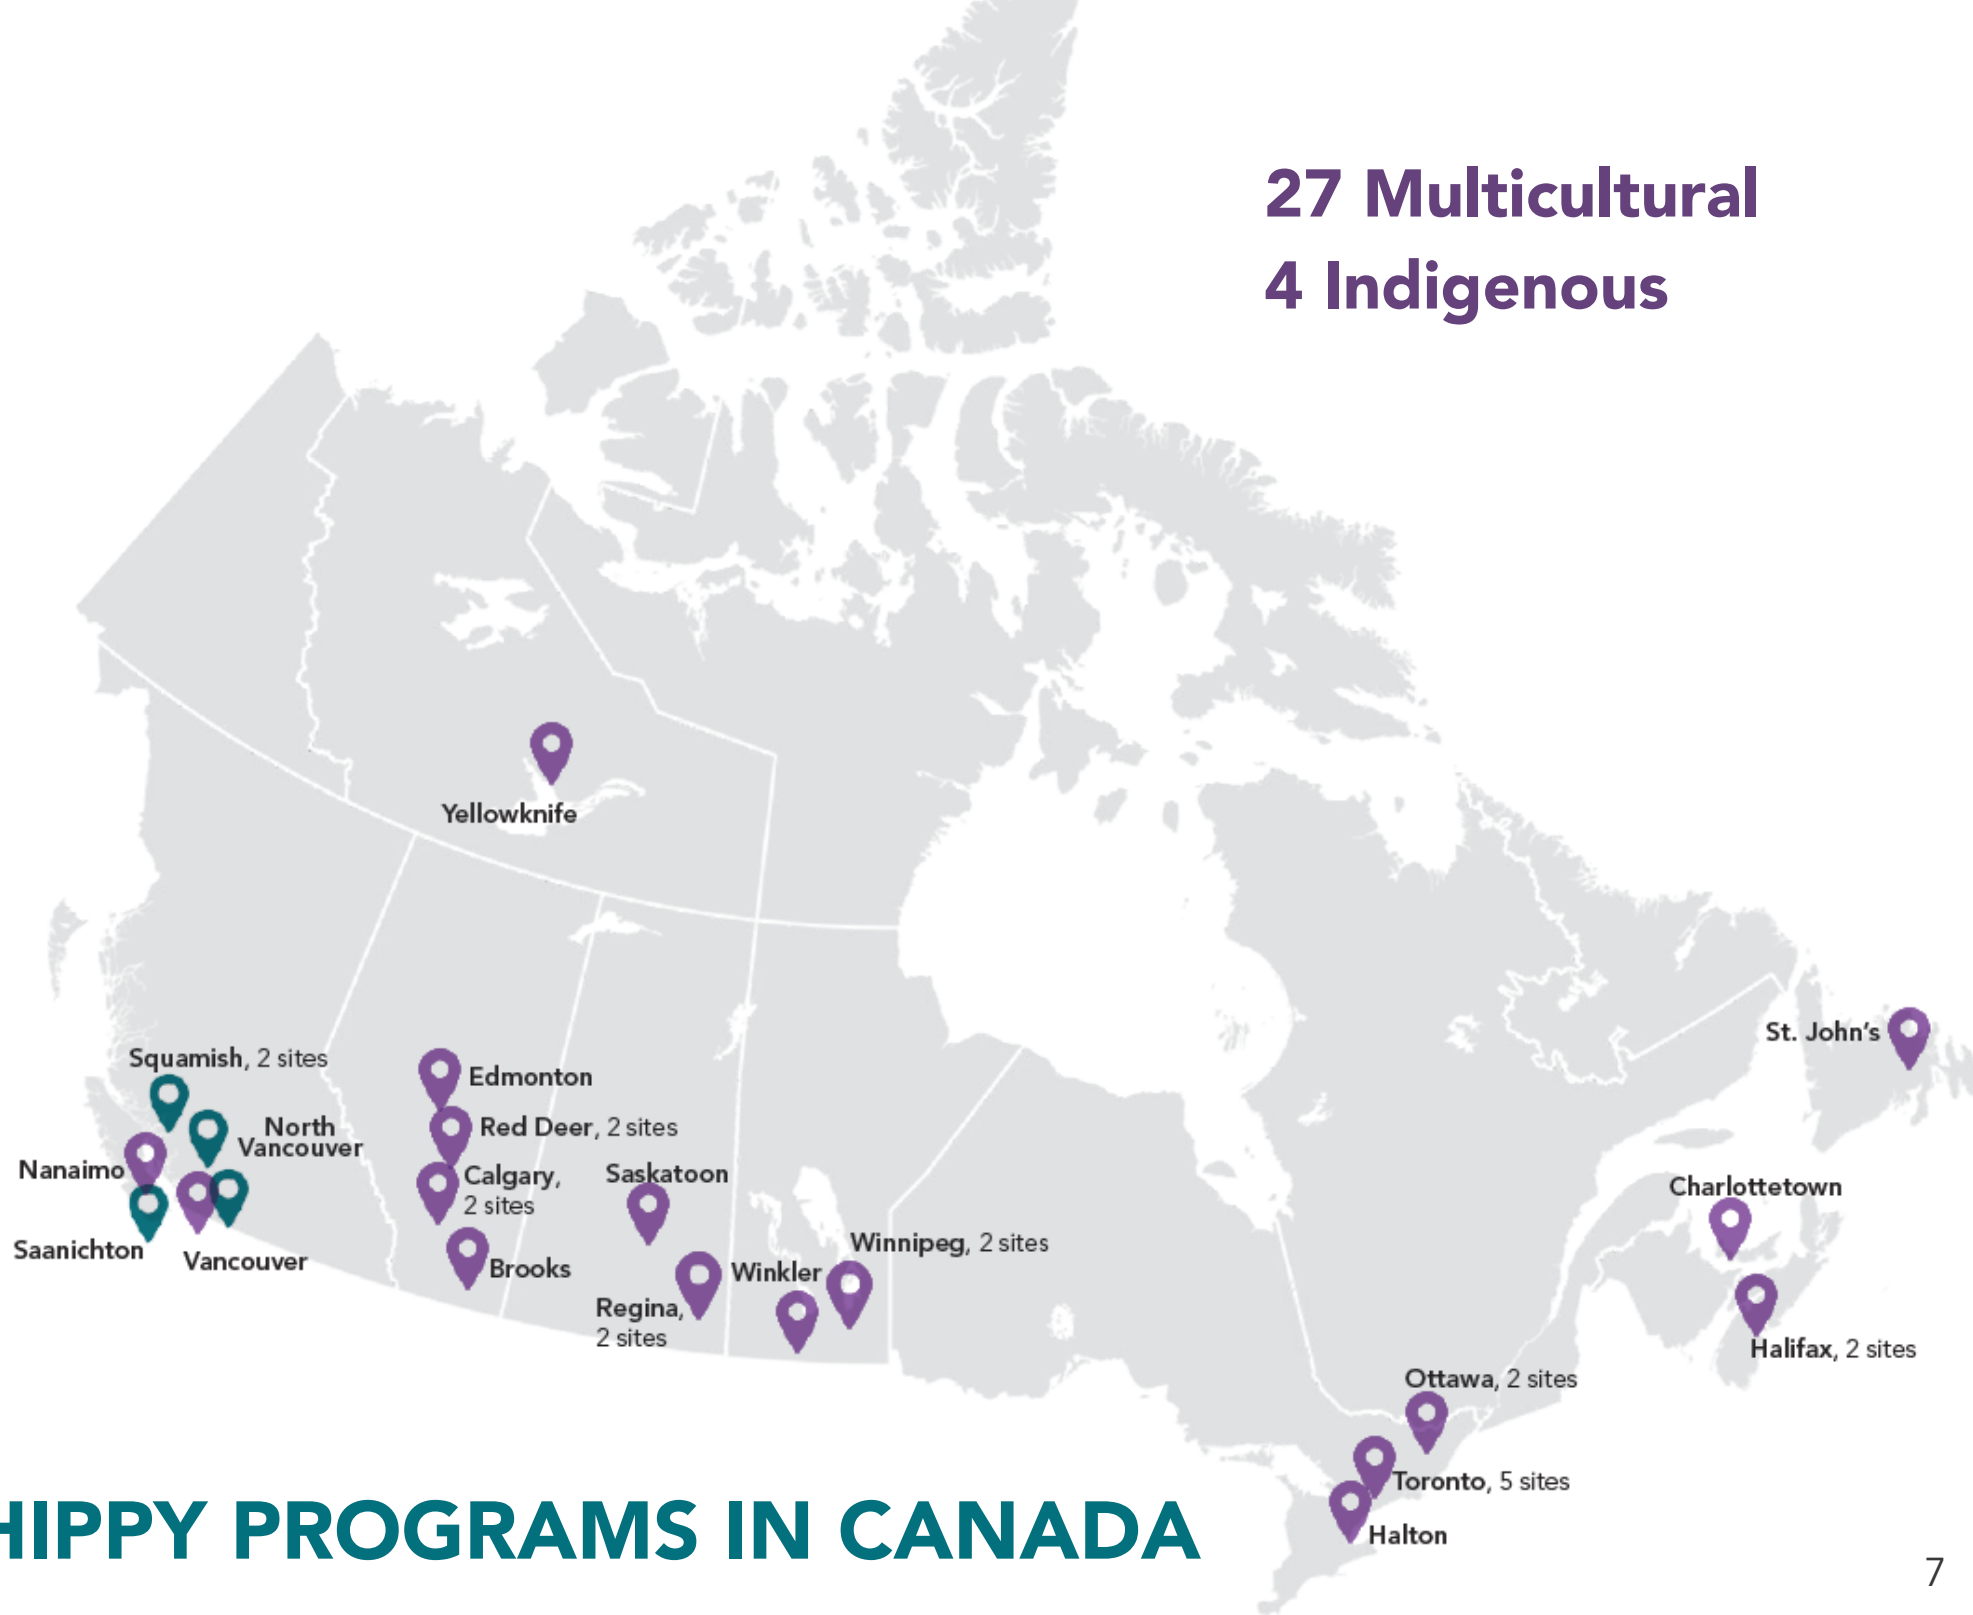 27 Multicultural
4 Indigenous
Yellowknife
St. John's
Squamish, 2 sites
Edmonton
North
Vancouver
Red Deer, 2 sites
Nanaimo
Calgary,
2 sites
Saskatoon
Charlottetown
Saanichton
Vancouver
Brooks
Winnipeg, 2 sites
Winkler
Regina,
2 sites
Halifax, 2 sites
Ottawa, 2 sites
Toronto, 5 sites
Halton
HIPPY PROGRAMS IN CANADA
7